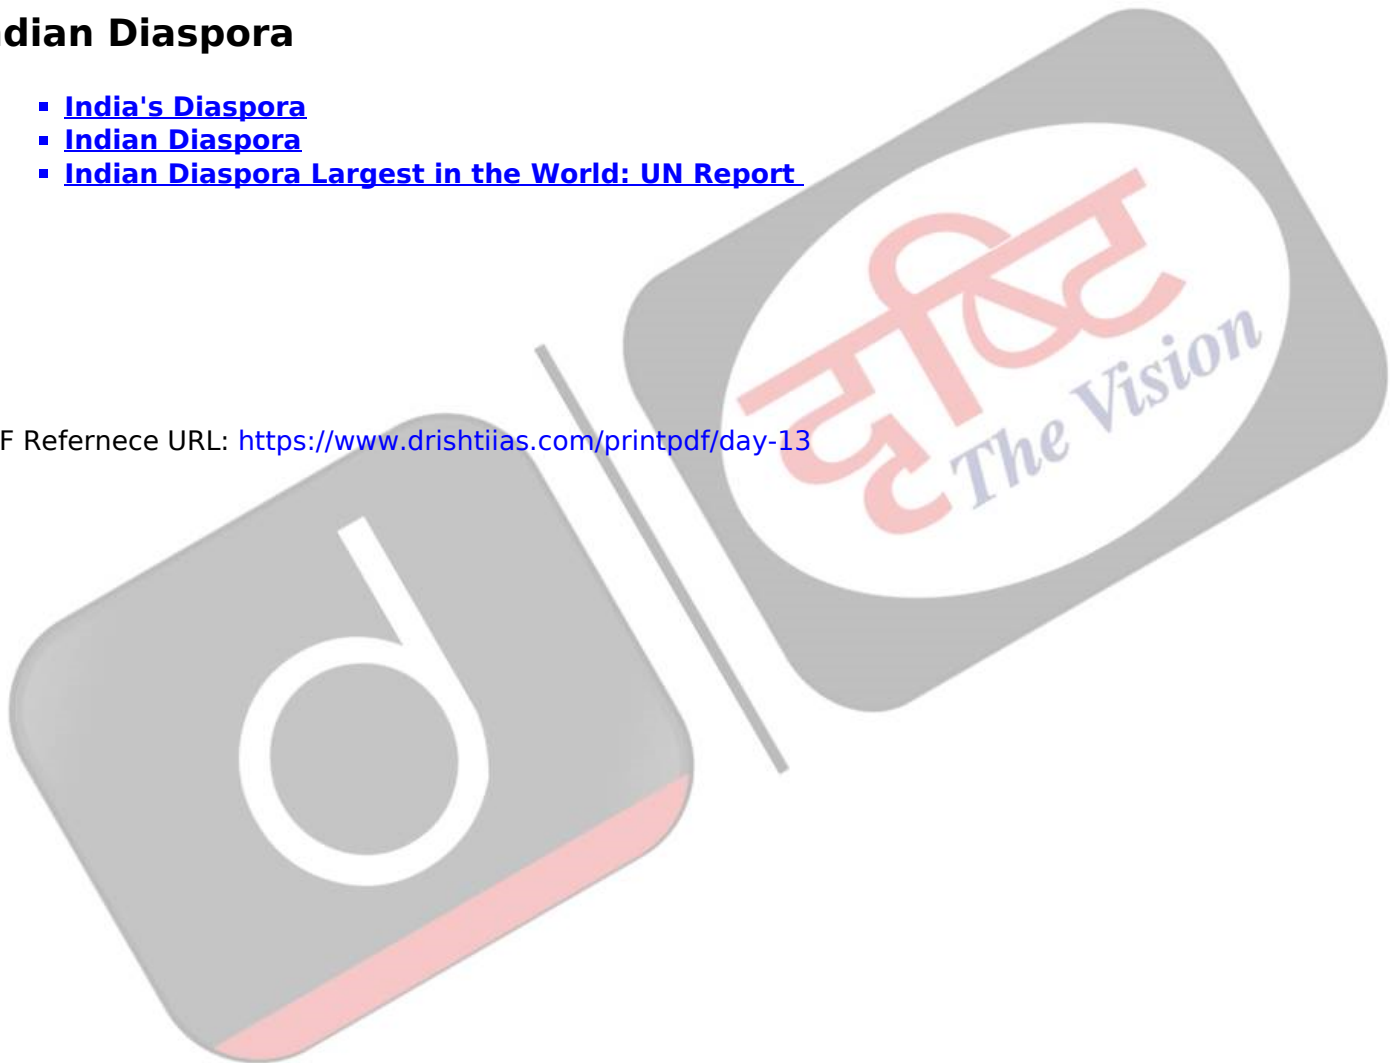 dian Diaspora
India's Diaspora
Indian Diaspora
Indian Diaspora Largest in the World: UN Report
F Refernece URL: https://www.drishtiias.com/printpdf/day-13
दृष्टि
The Vision
d